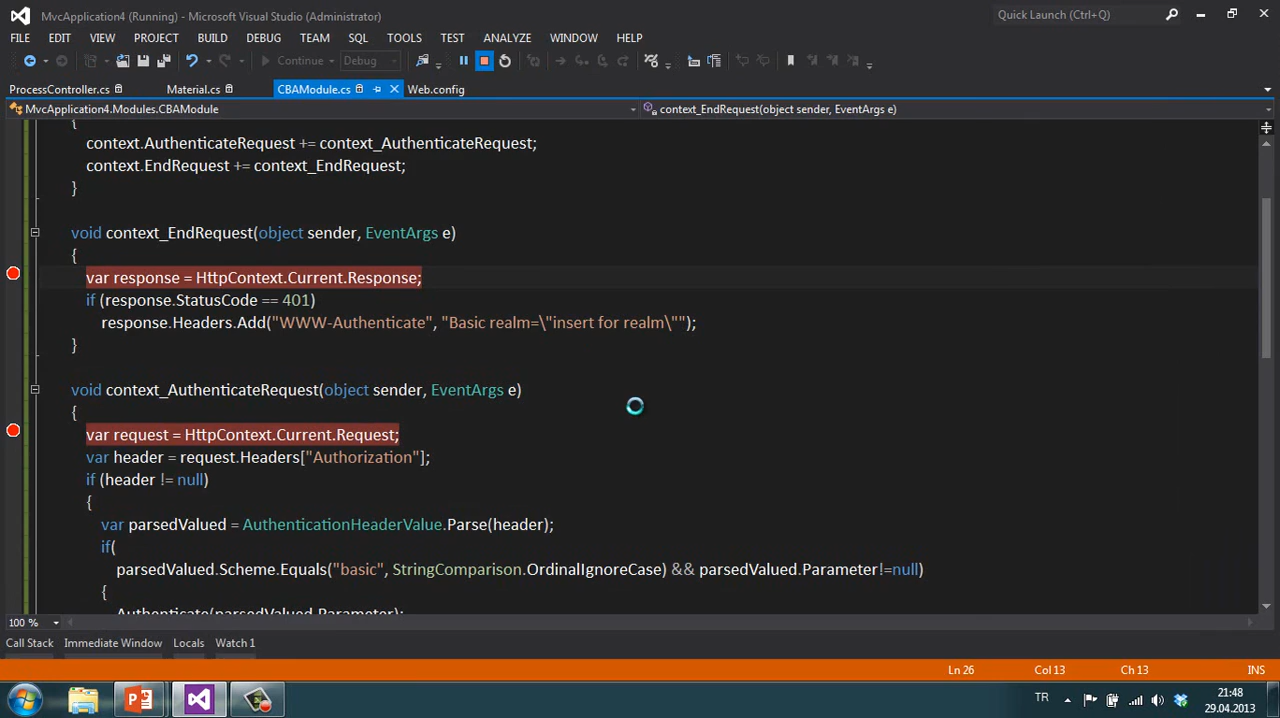 MvcApplication4 (Running) - Microsoft Visual Studio (Administrator)
Quick Launch (Ctrl+Q)
FILE EDIT VIEW PROJECT BUILD DEBUG TEAM SQL TOOLS TEST ANALYZE WINDOW HELP
Continue Debug
ProcessController.cs Material.cs CBAModule.cs Web.config
MvcApplication4.Modules.CBAModule context_EndRequest(object sender, EventArgs e)
{
context.AuthenticateRequest += context_AuthenticateRequest;
context.EndRequest += context_EndRequest;
}
void context_EndRequest(object sender, EventArgs e)
{
var response = HttpContext.Current.Response;
if (response.StatusCode == 401)
response.Headers.Add("WWW-Authenticate", "Basic realm=\"insert for realm\"");
}
void context_AuthenticateRequest(object sender, EventArgs e)
{
var request = HttpContext.Current.Request;
var header = request.Headers["Authorization"];
if (header != null)
{
var parsedValued = AuthenticationHeaderValue.Parse(header);
if(
parsedValued.Scheme.Equals("basic", StringComparison.OrdinalIgnoreCase) && parsedValued.Parameter!=null)
{
Authenticate(parsedValued.Parameter);
100 %
Call Stack Immediate Window Locals Watch 1
Ln 26 Col 13 Ch 13 INS
TR 21:48
29.04.2013